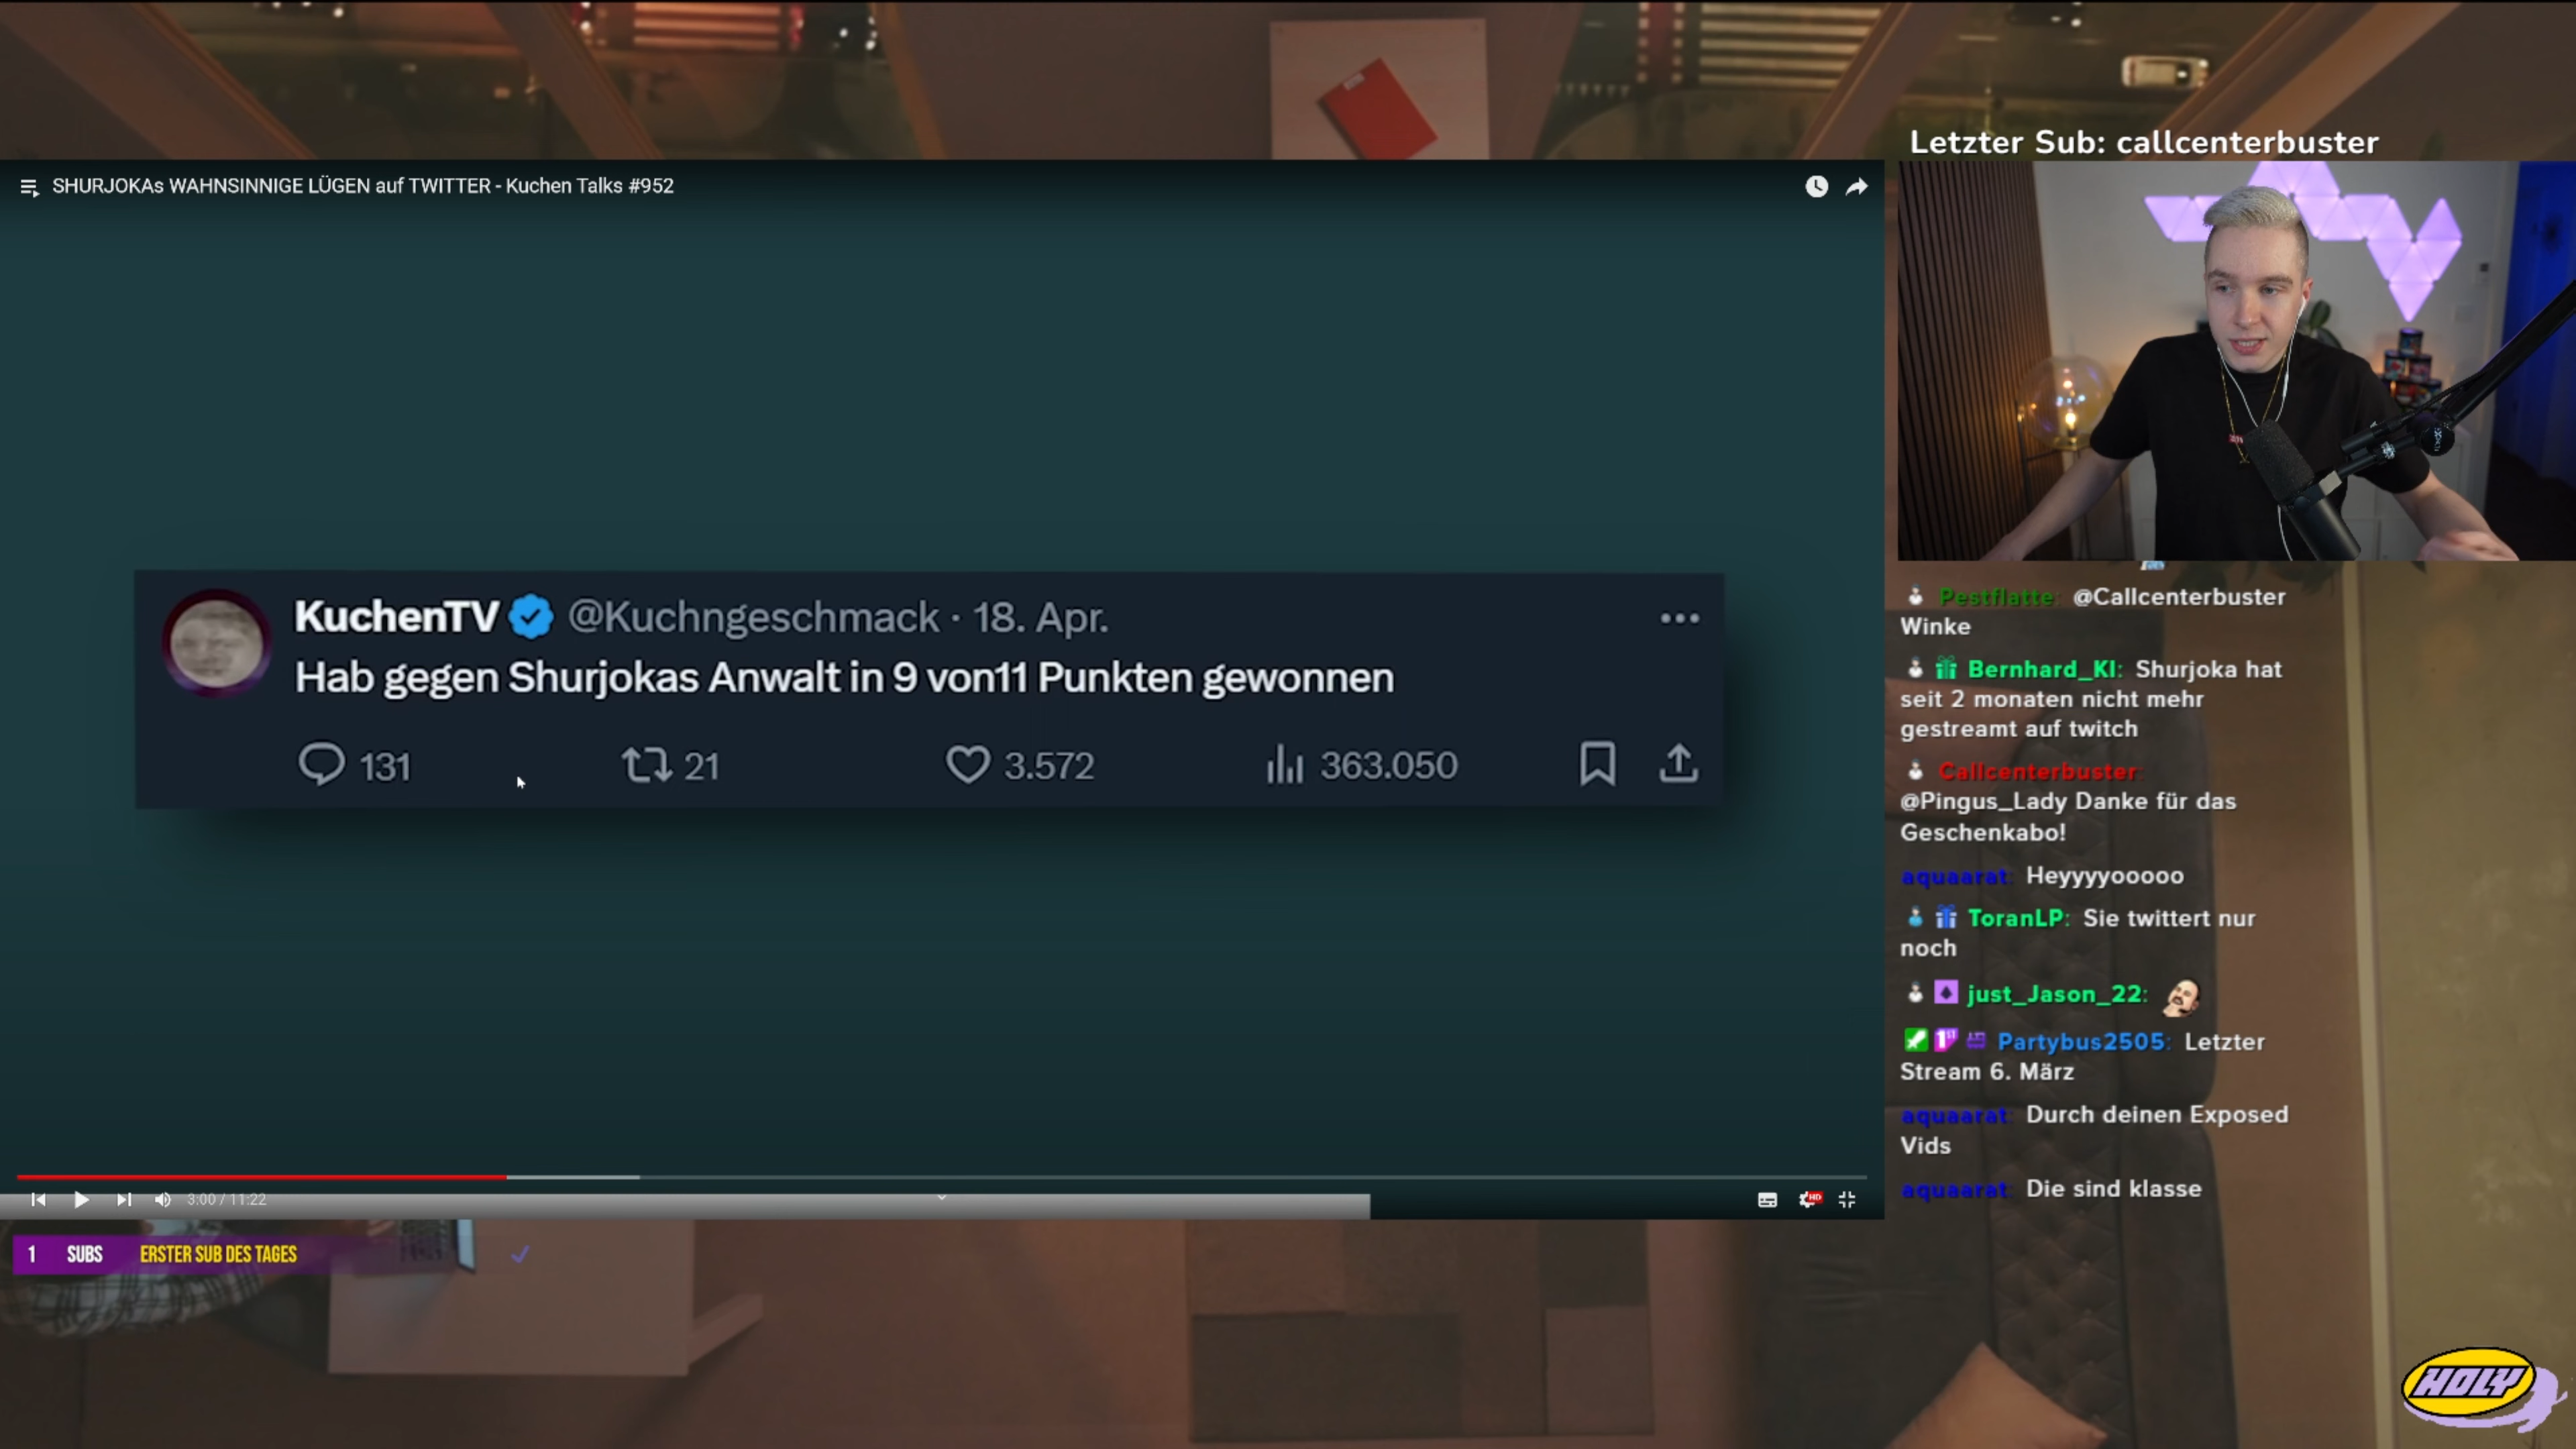 Letzter Sub: callcenterbuster
SHURJOKAs WAHNSINNIGE LÜGEN auf TWITTER - Kuchen Talks #952
KuchenTV @Kuchngeschmack · 18. Apr.
Hab gegen Shurjokas Anwalt in 9 von11 Punkten gewonnen
131 21 3.572 363.050
Pestflatte: @Callcenterbuster
Winke
Bernhard_KI: Shurjoka hat
seit 2 monaten nicht mehr
gestreamt auf twitch
Callcenterbuster:
@Pingus_Lady Danke für das
Geschenkabo!
aquaarat: Heyyyyooooo
ToranLP: Sie twittert nur
noch
just_Jason_22:
Partybus2505: Letzter
Stream 6. März
aquaarat: Durch deinen Exposed
Vids
aquaarat: Die sind klasse
3:00 / 11:22
HD
1 SUBS ERSTER SUB DES TAGES
HOLY